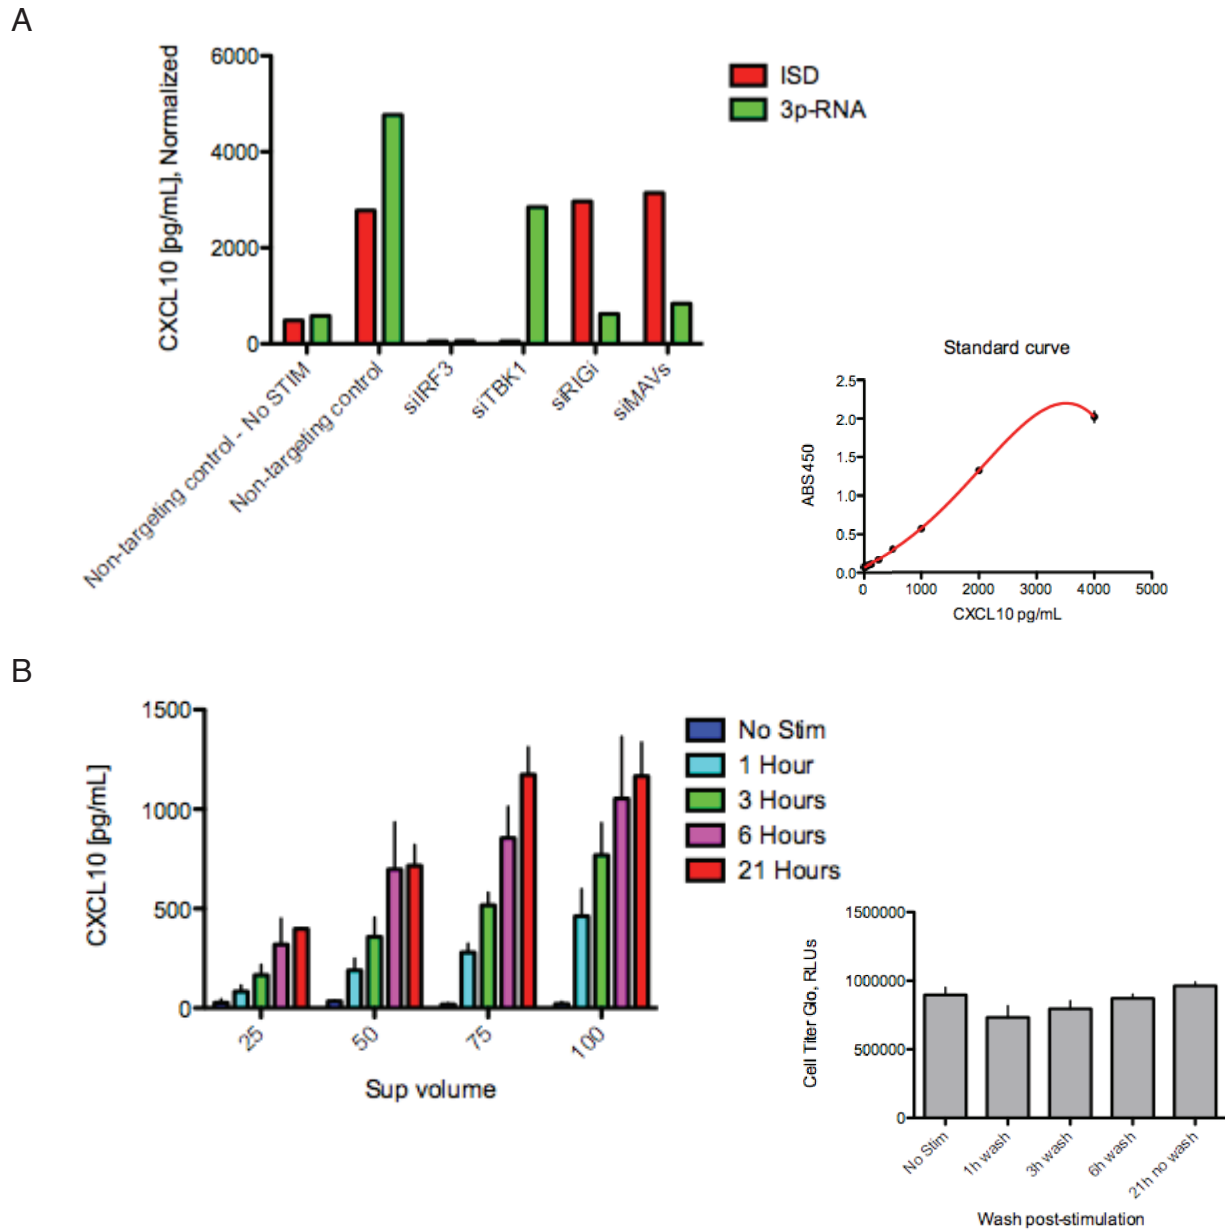 A
CXCL10 [pg/mL], Normalized
6000
4000
2000
0
ISD
3p-RNA
Non-targeting control - No STIM
Non-targeting control
siIRF3
siTBK1
siRIGi
siMAVs
Standard curve
ABS450
2.5
2.0
1.5
1.0
0.5
0.0
0 1000 2000 3000 4000 5000
CXCL10 pg/mL
B
CXCL10 [pg/mL]
1500
1000
500
0
25 50 75 100
Sup volume
No Stim
1 Hour
3 Hours
6 Hours
21 Hours
Cell Titer Glo, RLUs
1500000
1000000
500000
0
No Stim
1h wash
3h wash
6h wash
21h no wash
Wash post-stimulation